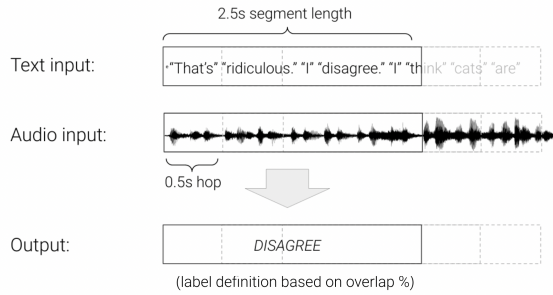 2.5s segment length
Text input:
“That’s” “ridiculous.” “I” “disagree.” “I” “think” “cats” “are”
Audio input:
0.5s hop
Output:
DISAGREE
(label definition based on overlap %)